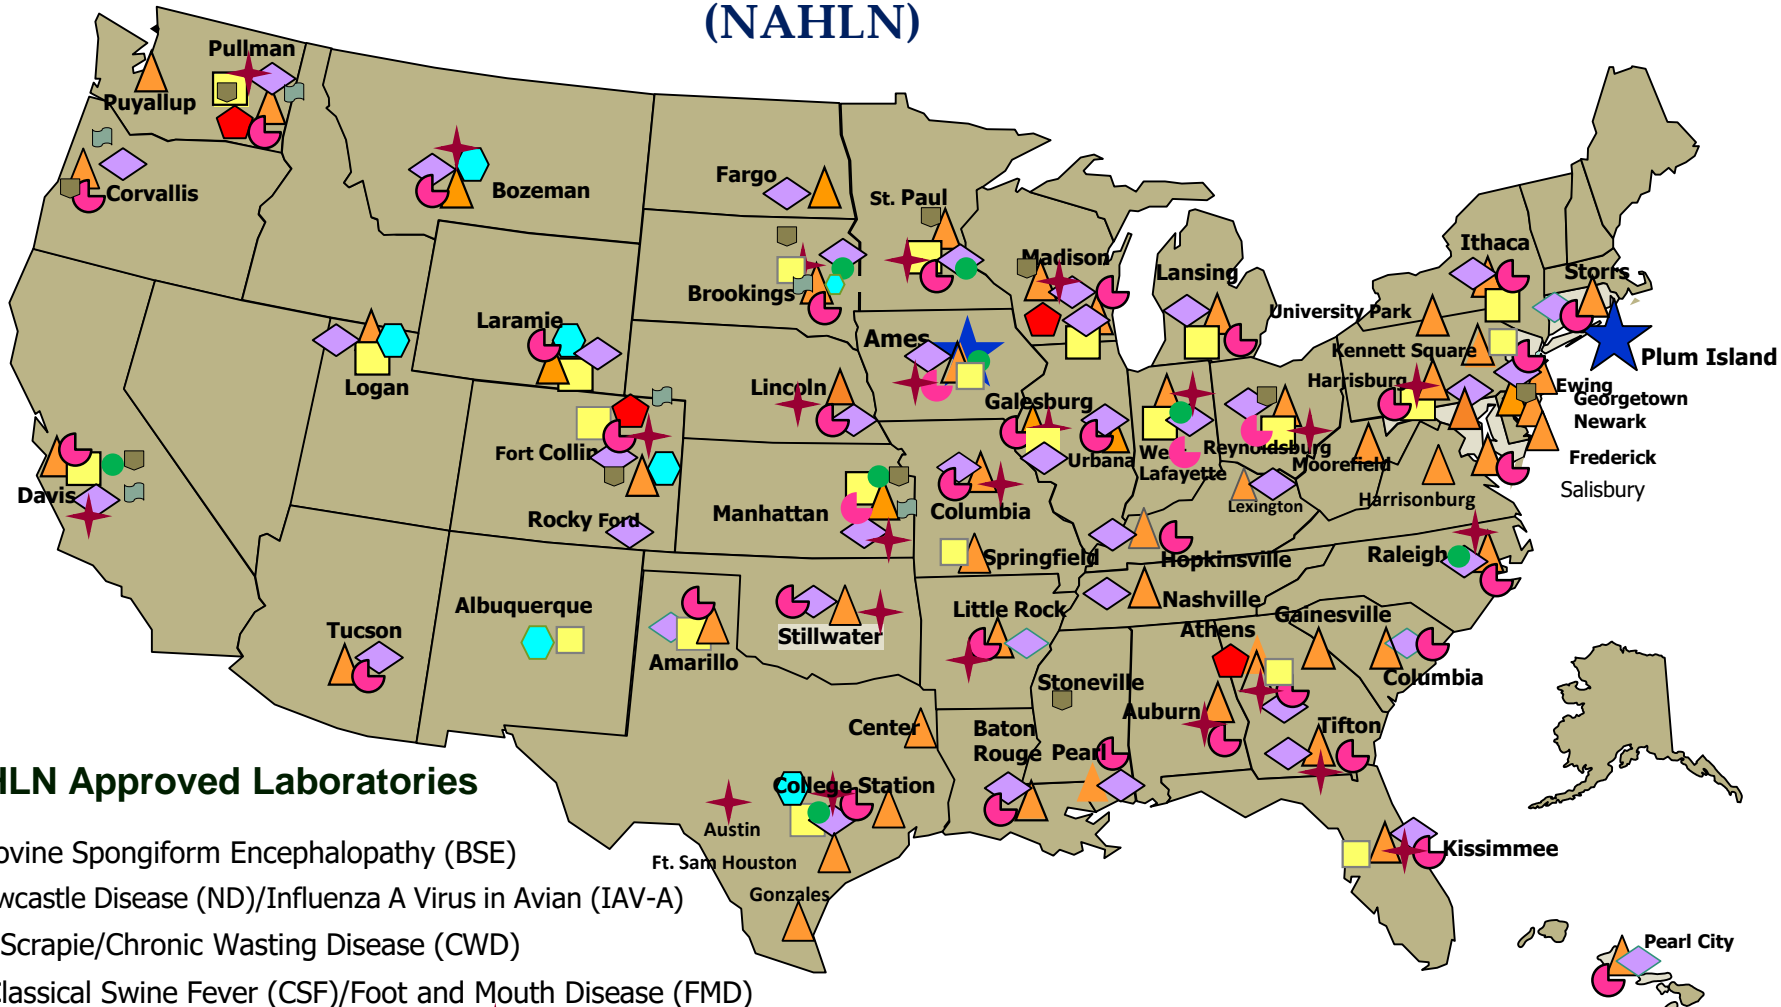 (NAHLN)
Pullman
Puyallup
Corvallis
Bozeman
Fargo
St. Paul
Madison
Lansing
Ithaca
Storrs
University Park
Plum Island
Brookings
Laramie
Ames
Kennett Square
Logan
Lincoln
Galesburg
Harrisburg
Ewing
Georgetown
Newark
Fort Collin
Urbana
We
Lafayette
Reynoldsburg
Moorefield
Frederick
Davis
Salisbury
Harrisonburg
Lexington
Rocky Ford
Manhattan
Columbia
Springfield
Hopkinsville
Raleigh
Albuquerque
Tucson
Amarillo
Stillwater
Little Rock
Nashville
Gainesville
Athens
Columbia
Stoneville
Auburn
Tifton
Center
Baton
Rouge
Pearl
HLN Approved Laboratories
College Station
Austin
Ft. Sam Houston
Gonzales
Kissimmee
Pearl City
ovine Spongiform Encephalopathy (BSE)
wcastle Disease (ND)/Influenza A Virus in Avian (IAV-A)
Scrapie/Chronic Wasting Disease (CWD)
lassical Swine Fever (CSF)/Foot and Mouth Disease (FMD)